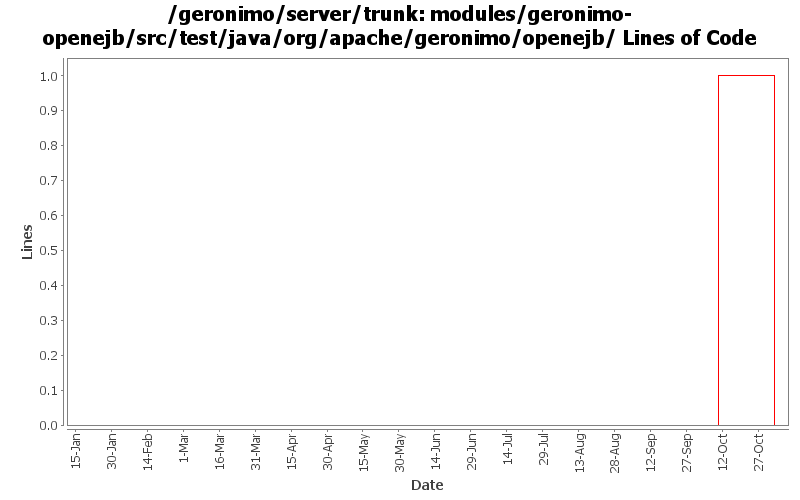 /geronimo/server/trunk: modules/geronimo-
openejb/src/test/java/org/apache/geronimo/openejb/ Lines of Code
1.0
0.9
0.8
0.7
0.6
0.5
0.4
0.3
0.2
0.1
0.0
Lines
15-Jan
30-Jan
14-Feb
1-Mar
16-Mar
31-Mar
15-Apr
30-Apr
15-May
30-May
14-Jun
29-Jun
14-Jul
29-Jul
13-Aug
28-Aug
12-Sep
27-Sep
12-Oct
27-Oct
Date